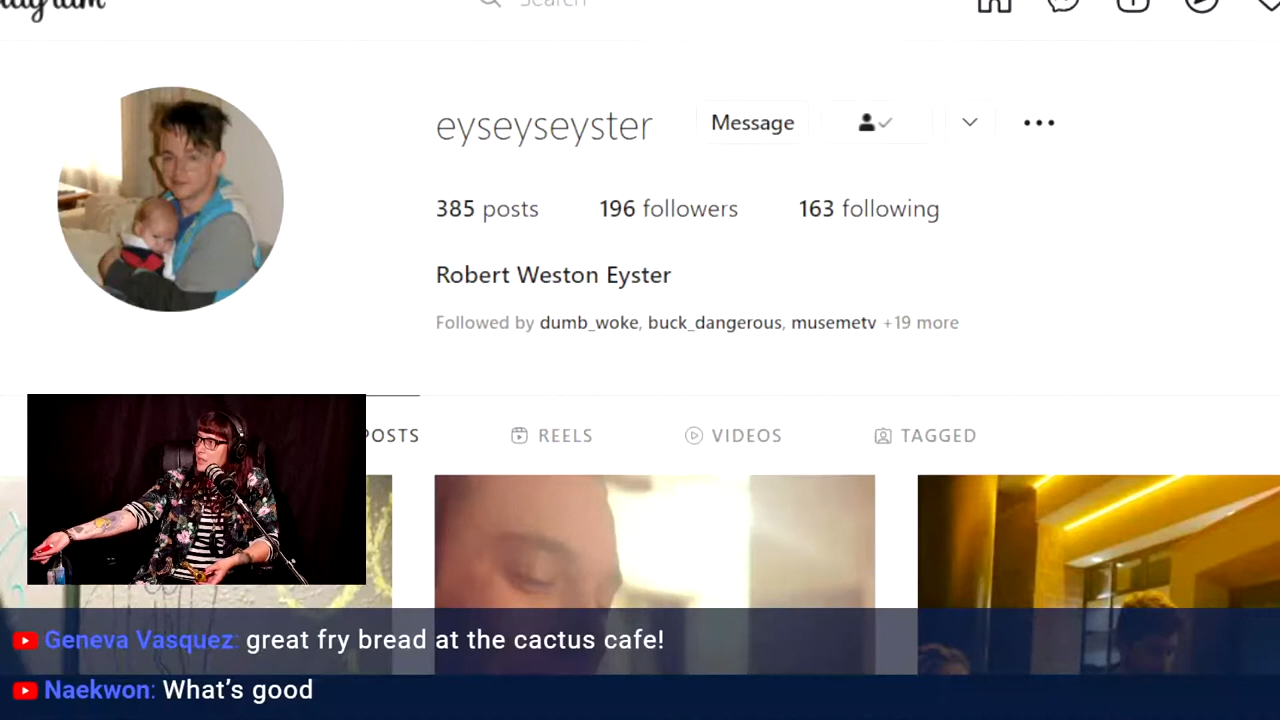 Search
eyseyseyster Message
385 posts 196 followers 163 following
Robert Weston Eyster
Followed by dumb_woke, buck_dangerous, musemetv +19 more
POSTS REELS VIDEOS TAGGED
Geneva Vasquez: great fry bread at the cactus cafe!
Naekwon: What’s good